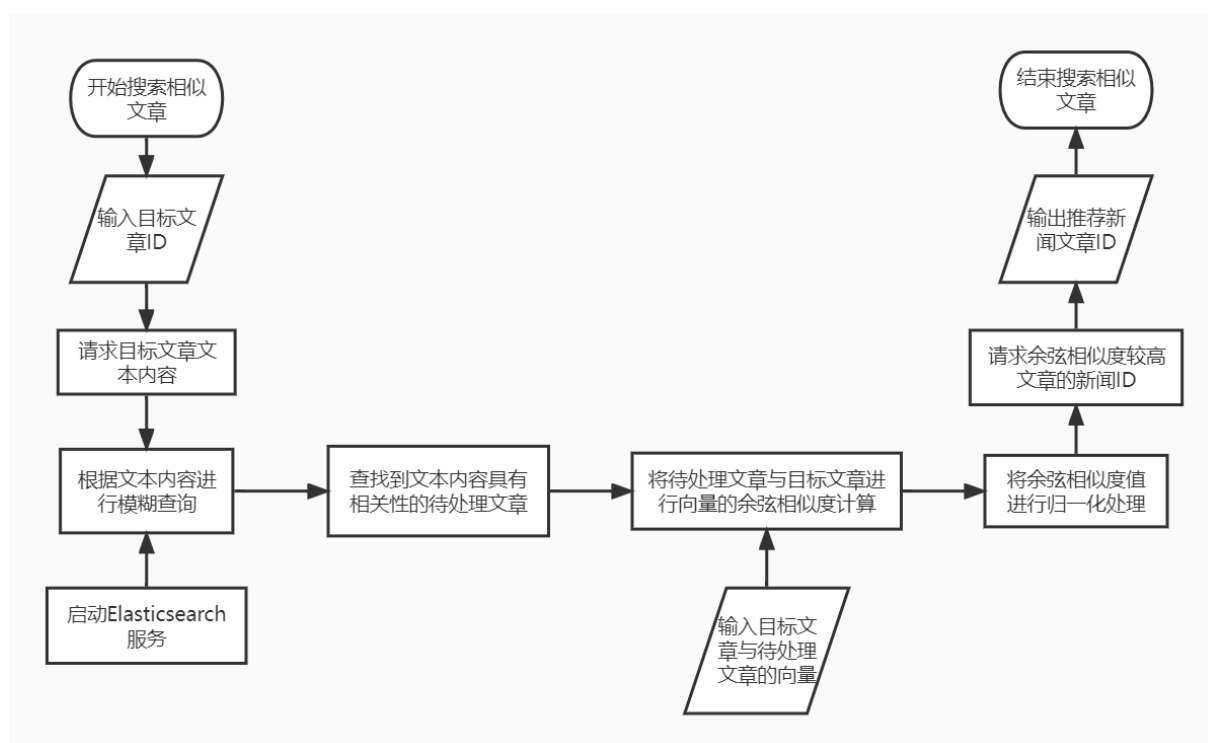 开始搜索相似
文章
输入目标文
章ID
请求目标文章文
本内容
根据文本内容进
行模糊查询
启动Elasticsearch
服务
查找到文本内容具有
相关性的待处理文章
将待处理文章与目标文章进
行向量的余弦相似度计算
输入目标文
章与待处理
文章的向量
将余弦相似度值
进行归一化处理
请求余弦相似度较高
文章的新闻ID
输出推荐新
闻文章ID
结束搜索相似
文章